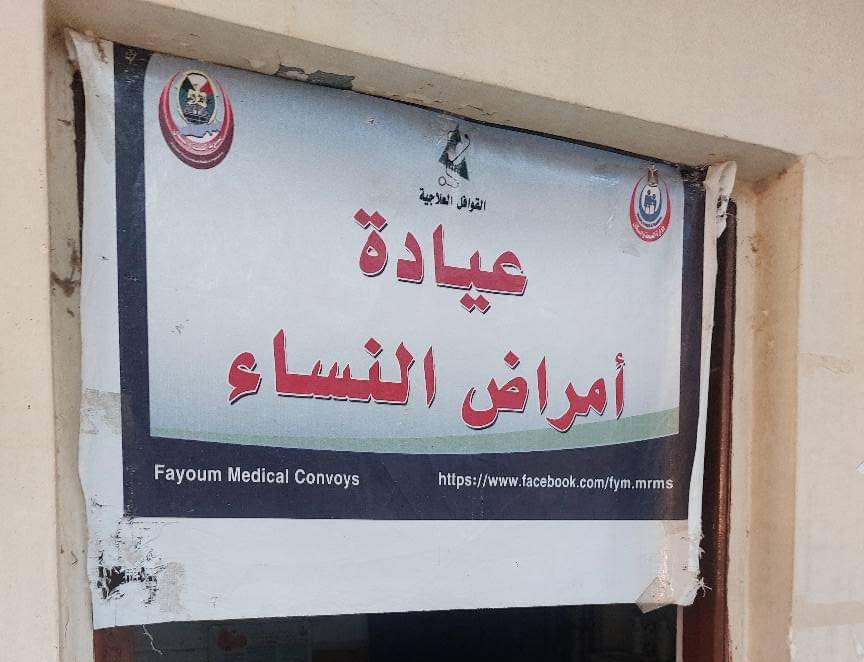 القوافل العلاجية
عيادة
أمراض النساء
Fayoum Medical Convoys
https://www.facebook.com/fym.mrms